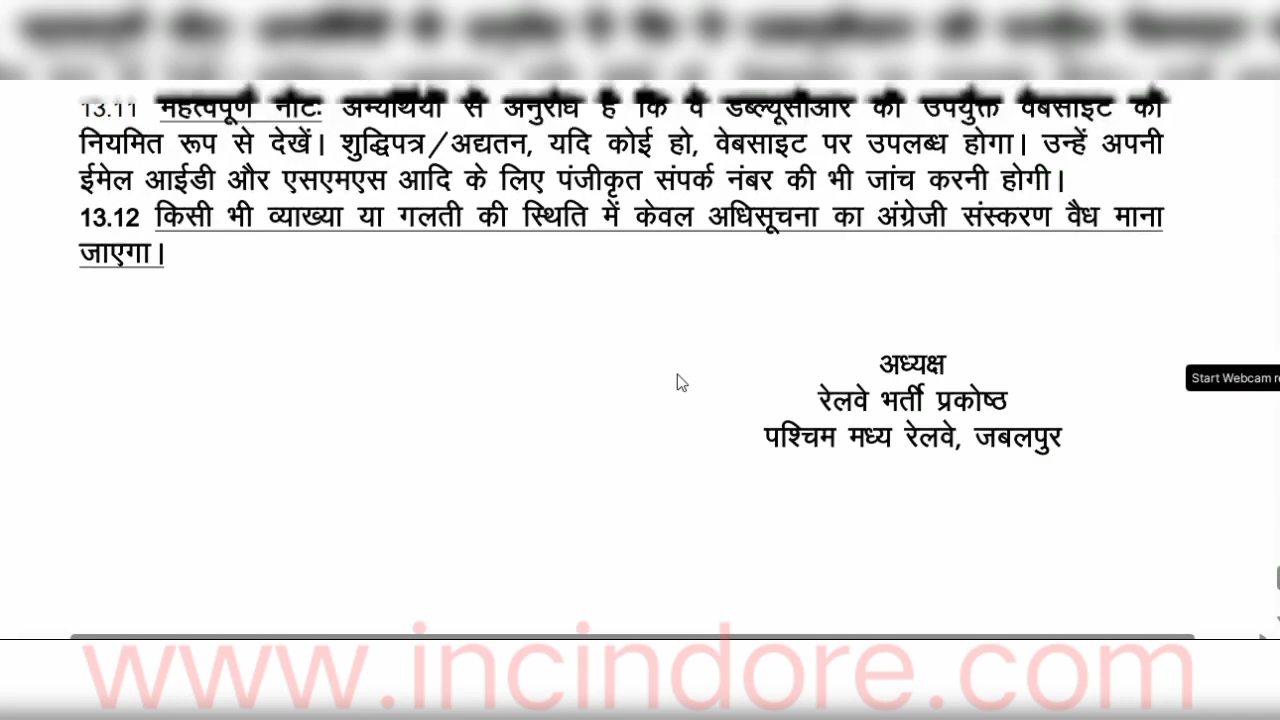 13.11 महत्वपूर्ण नोटः अभ्यर्थियों से अनुरोध है कि वे डब्ल्यूसीआर की उपर्युक्त वेबसाइट को
नियमित रूप से देखें। शुद्धिपत्र/अद्यतन, यदि कोई हो, वेबसाइट पर उपलब्ध होगा। उन्हें अपनी
ईमेल आईडी और एसएमएस आदि के लिए पंजीकृत संपर्क नंबर की भी जांच करनी होगी।
13.12 किसी भी व्याख्या या गलती की स्थिति में केवल अधिसूचना का अंग्रेजी संस्करण वैध माना
जाएगा।
अध्यक्ष
रेलवे भर्ती प्रकोष्ठ
पश्चिम मध्य रेलवे, जबलपुर
Start Webcam
www.incindore.com